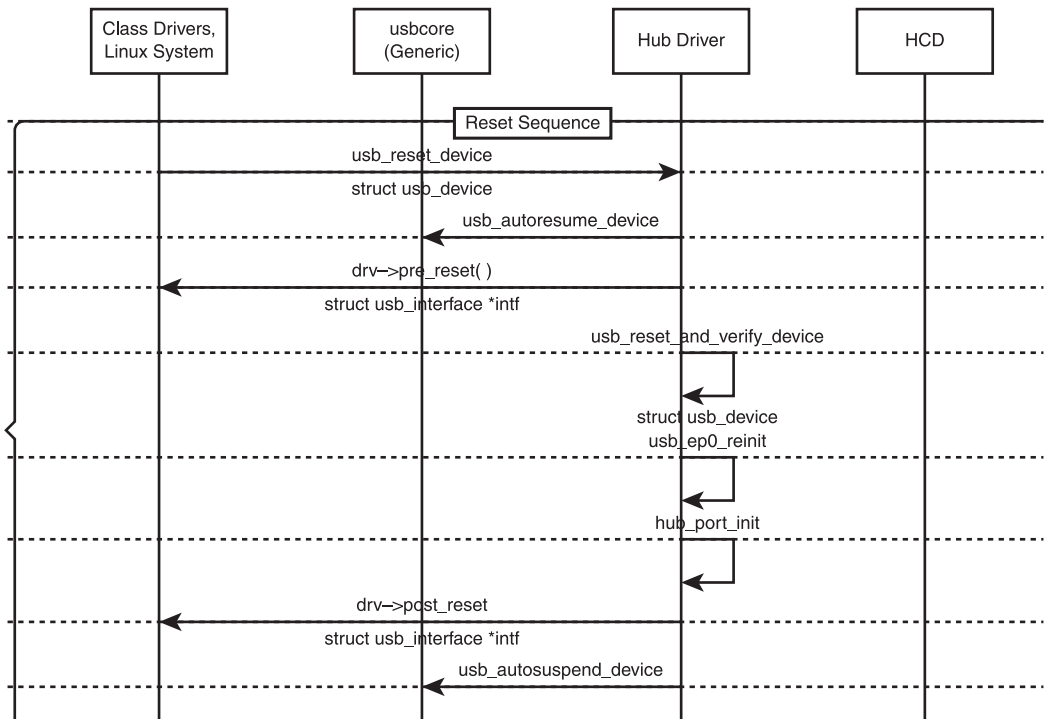 Class Drivers,
Linux System
usbcore
(Generic)
Hub Driver
HCD
Reset Sequence
usb_reset_device
struct usb_device
usb_autoresume_device
drv–>pre_reset( )
struct usb_interface *intf
usb_reset_and_verify_device
struct usb_device
usb_ep0_reinit
hub_port_init
drv–>post_reset
struct usb_interface *intf
usb_autosuspend_device